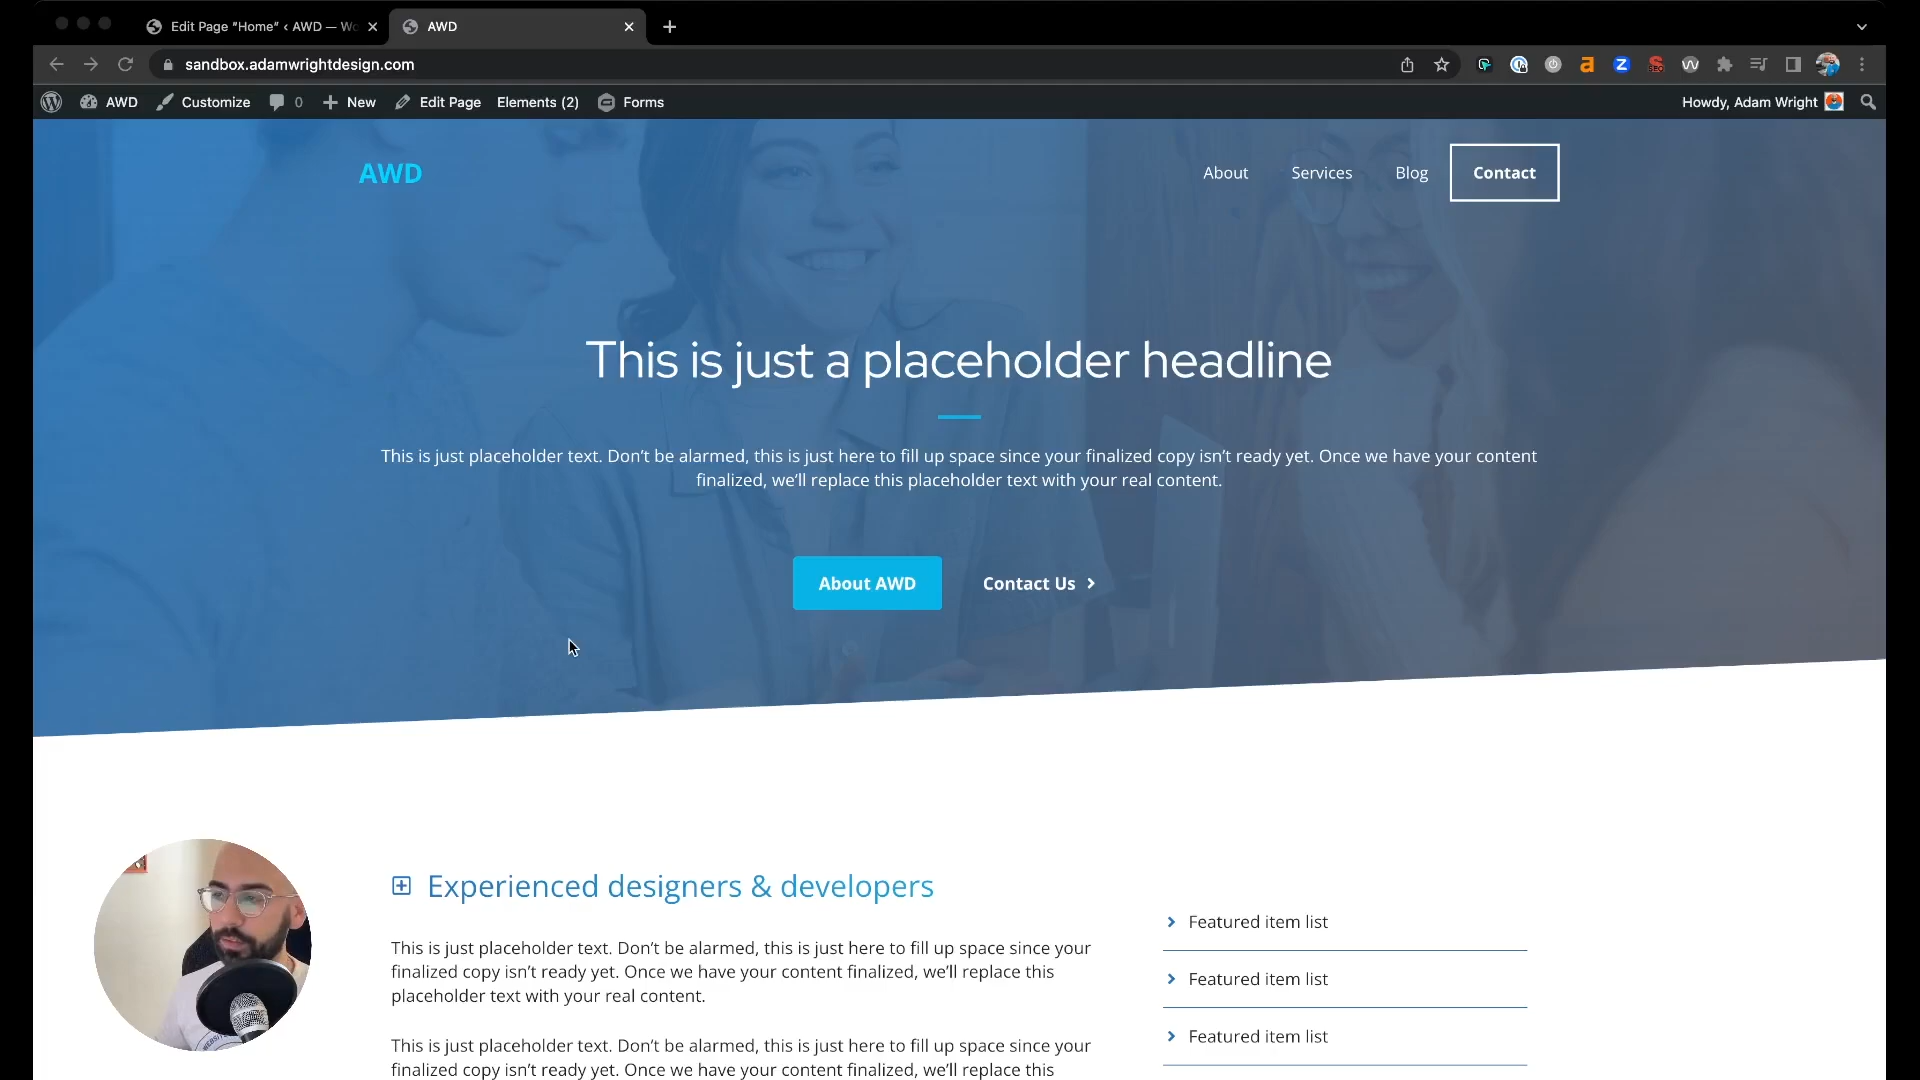 Edit Page "Home" ‹ AWD — Wo
AWD
sandbox.adamwrightdesign.com
AWD
Customize
0
New
Edit Page
Elements (2)
Forms
Howdy, Adam Wright
AWD
About
Services
Blog
Contact
This is just a placeholder headline
This is just placeholder text. Don't be alarmed, this is just here to fill up space since your finalized copy isn't ready yet. Once we have your content
finalized, we'll replace this placeholder text with your real content.
About AWD
Contact Us
Experienced designers & developers
This is just placeholder text. Don't be alarmed, this is just here to fill up space since your
finalized copy isn't ready yet. Once we have your content finalized, we'll replace this
placeholder text with your real content.
This is just placeholder text. Don't be alarmed, this is just here to fill up space since your
finalized copy isn't ready yet. Once we have your content finalized, we'll replace this
Featured item list
Featured item list
Featured item list